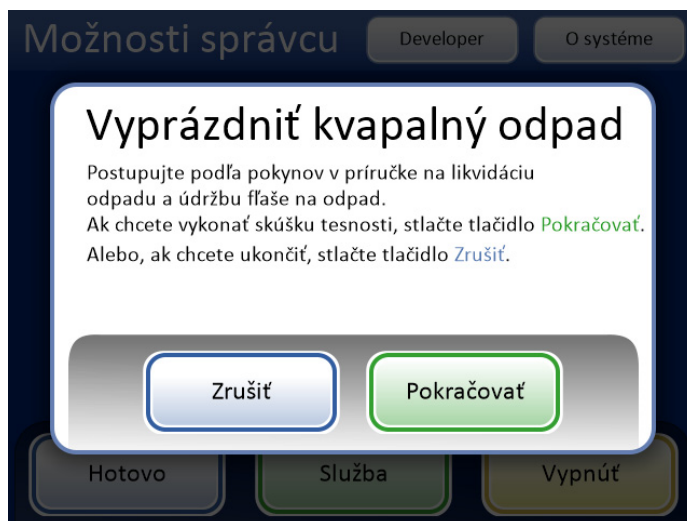 Možnosti správcu
Developer
O systéme
Vyprázdniť kvapalný odpad
Postupujte podľa pokynov v príručke na likvidáciu
odpadu a údržbu fľaše na odpad.
Ak chcete vykonať skúšku tesnosti, stlačte tlačidlo Pokračovať.
Alebo, ak chcete ukončiť, stlačte tlačidlo Zrušiť.
Zrušiť
Pokračovať
Hotovo
Služba
Vypnúť